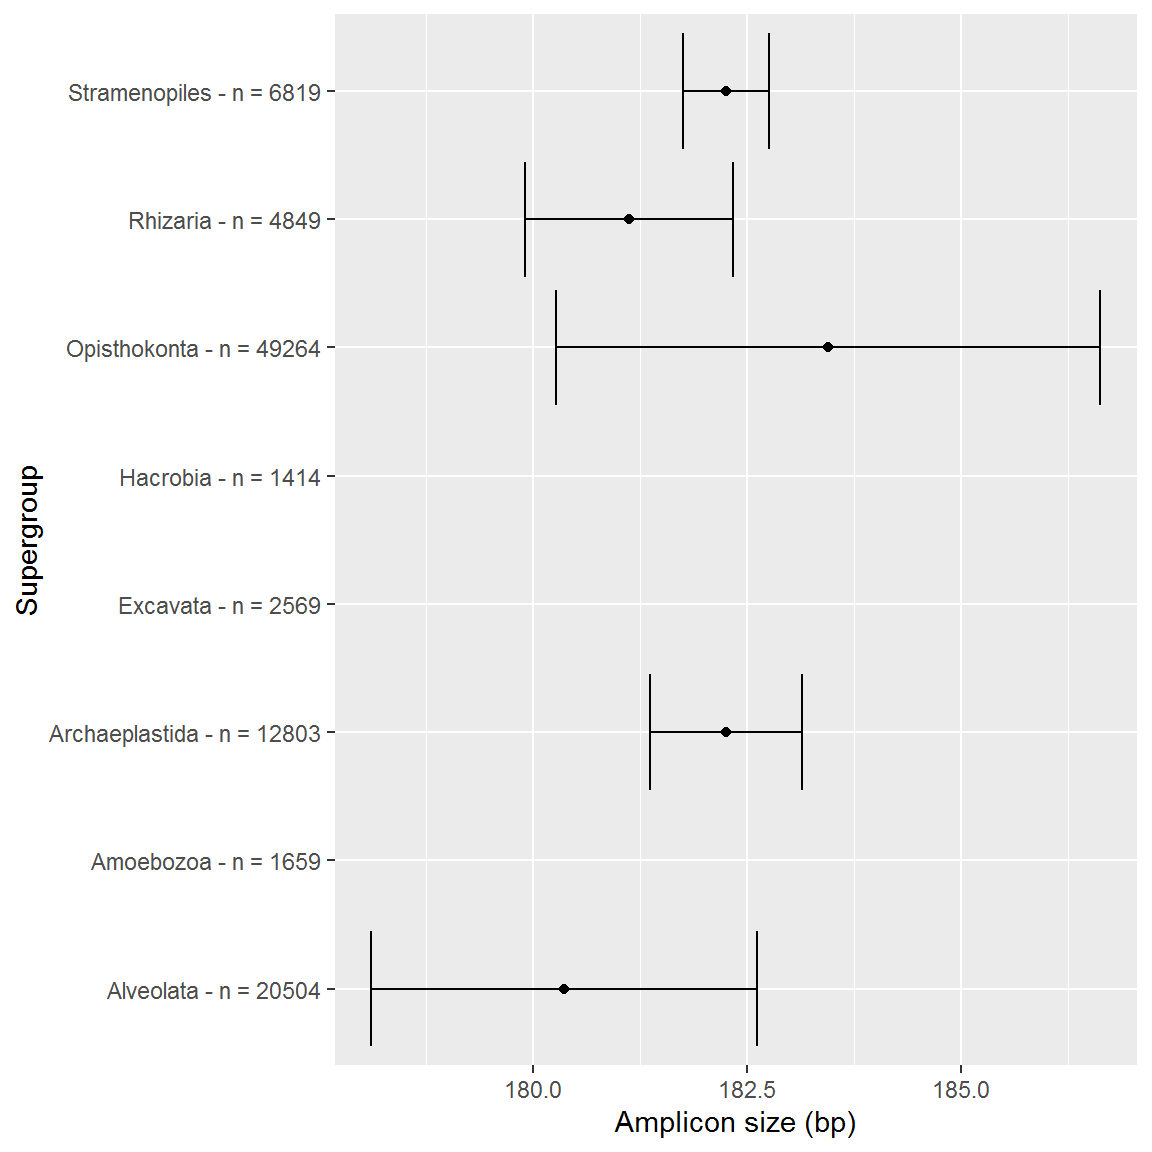 Stramenopiles - n = 6819
Rhizaria - n = 4849
Opisthokonta - n = 49264
Hacrobia - n = 1414
Excavata - n = 2569
Archaeplastida - n = 12803
Amoebozoa - n = 1659
Alveolata - n = 20504
Supergroup
180.0 182.5 185.0
Amplicon size (bp)